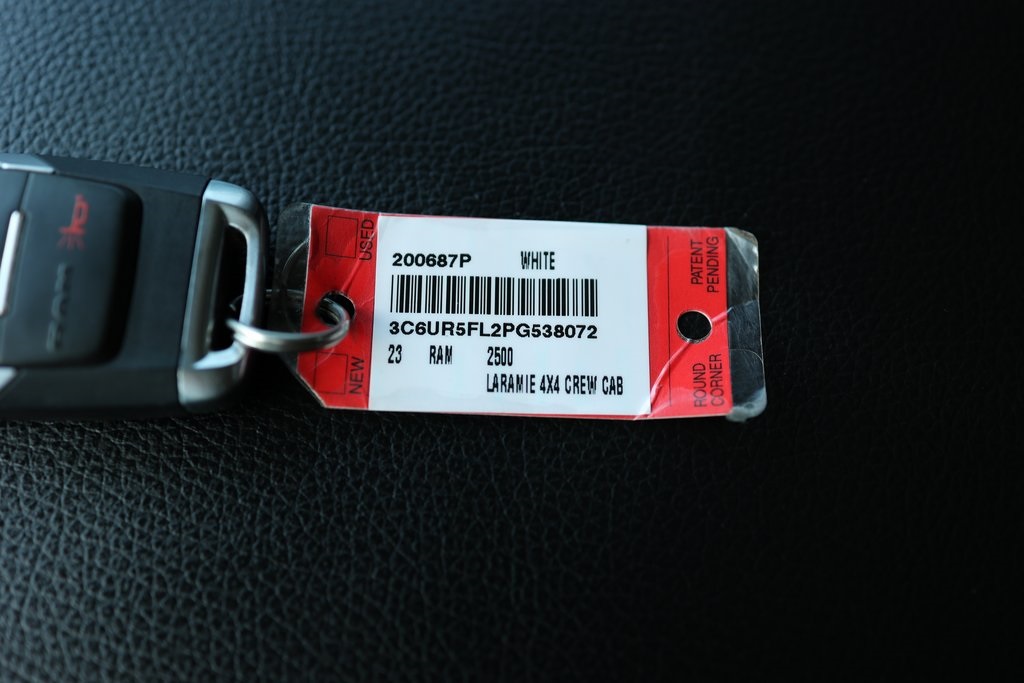 USED
NEW
200687P WHITE
3C6UR5FL2PG538072
23 RAM 2500
LARAMIE 4X4 CREW CAB
PATENT
PENDING
ROUND
CORNER